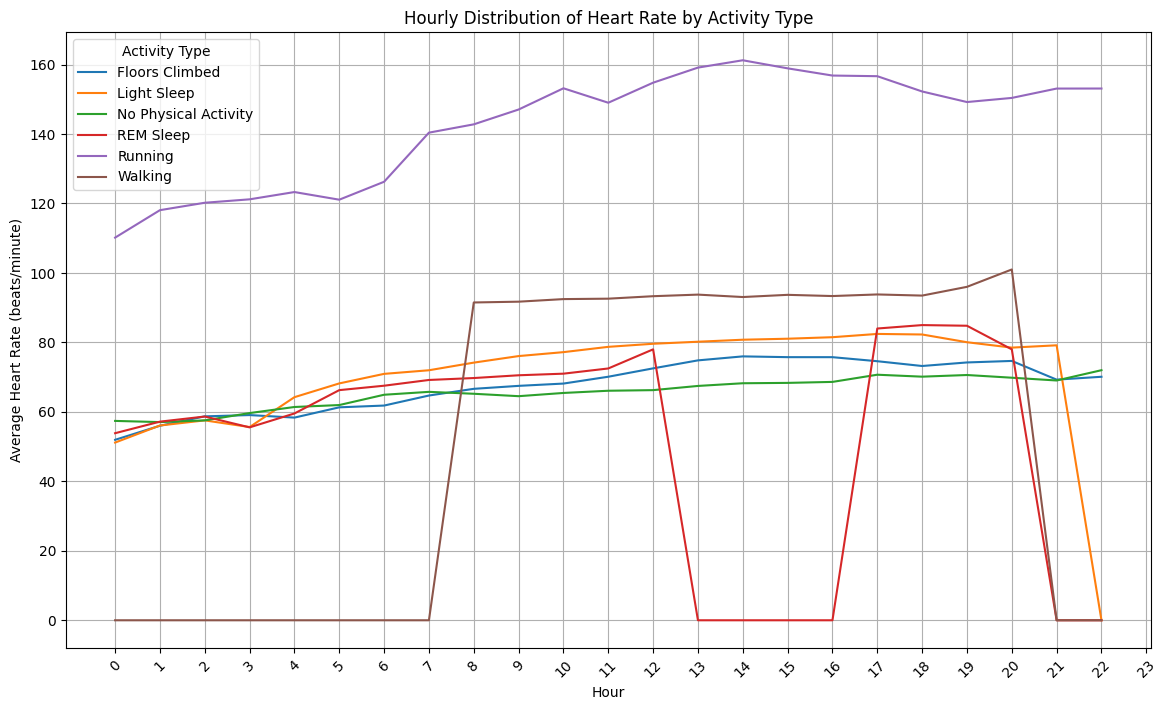 Hourly Distribution of Heart Rate by Activity Type
Activity Type
Floors Climbed
Light Sleep
No Physical Activity
REM Sleep
Running
Walking
Average Heart Rate (beats/minute)
160
140
120
100
80
60
40
20
0
0 1 2 3 4 5 6 7 8 9 10 11 12 13 14 15 16 17 18 19 20 21 22 23
Hour